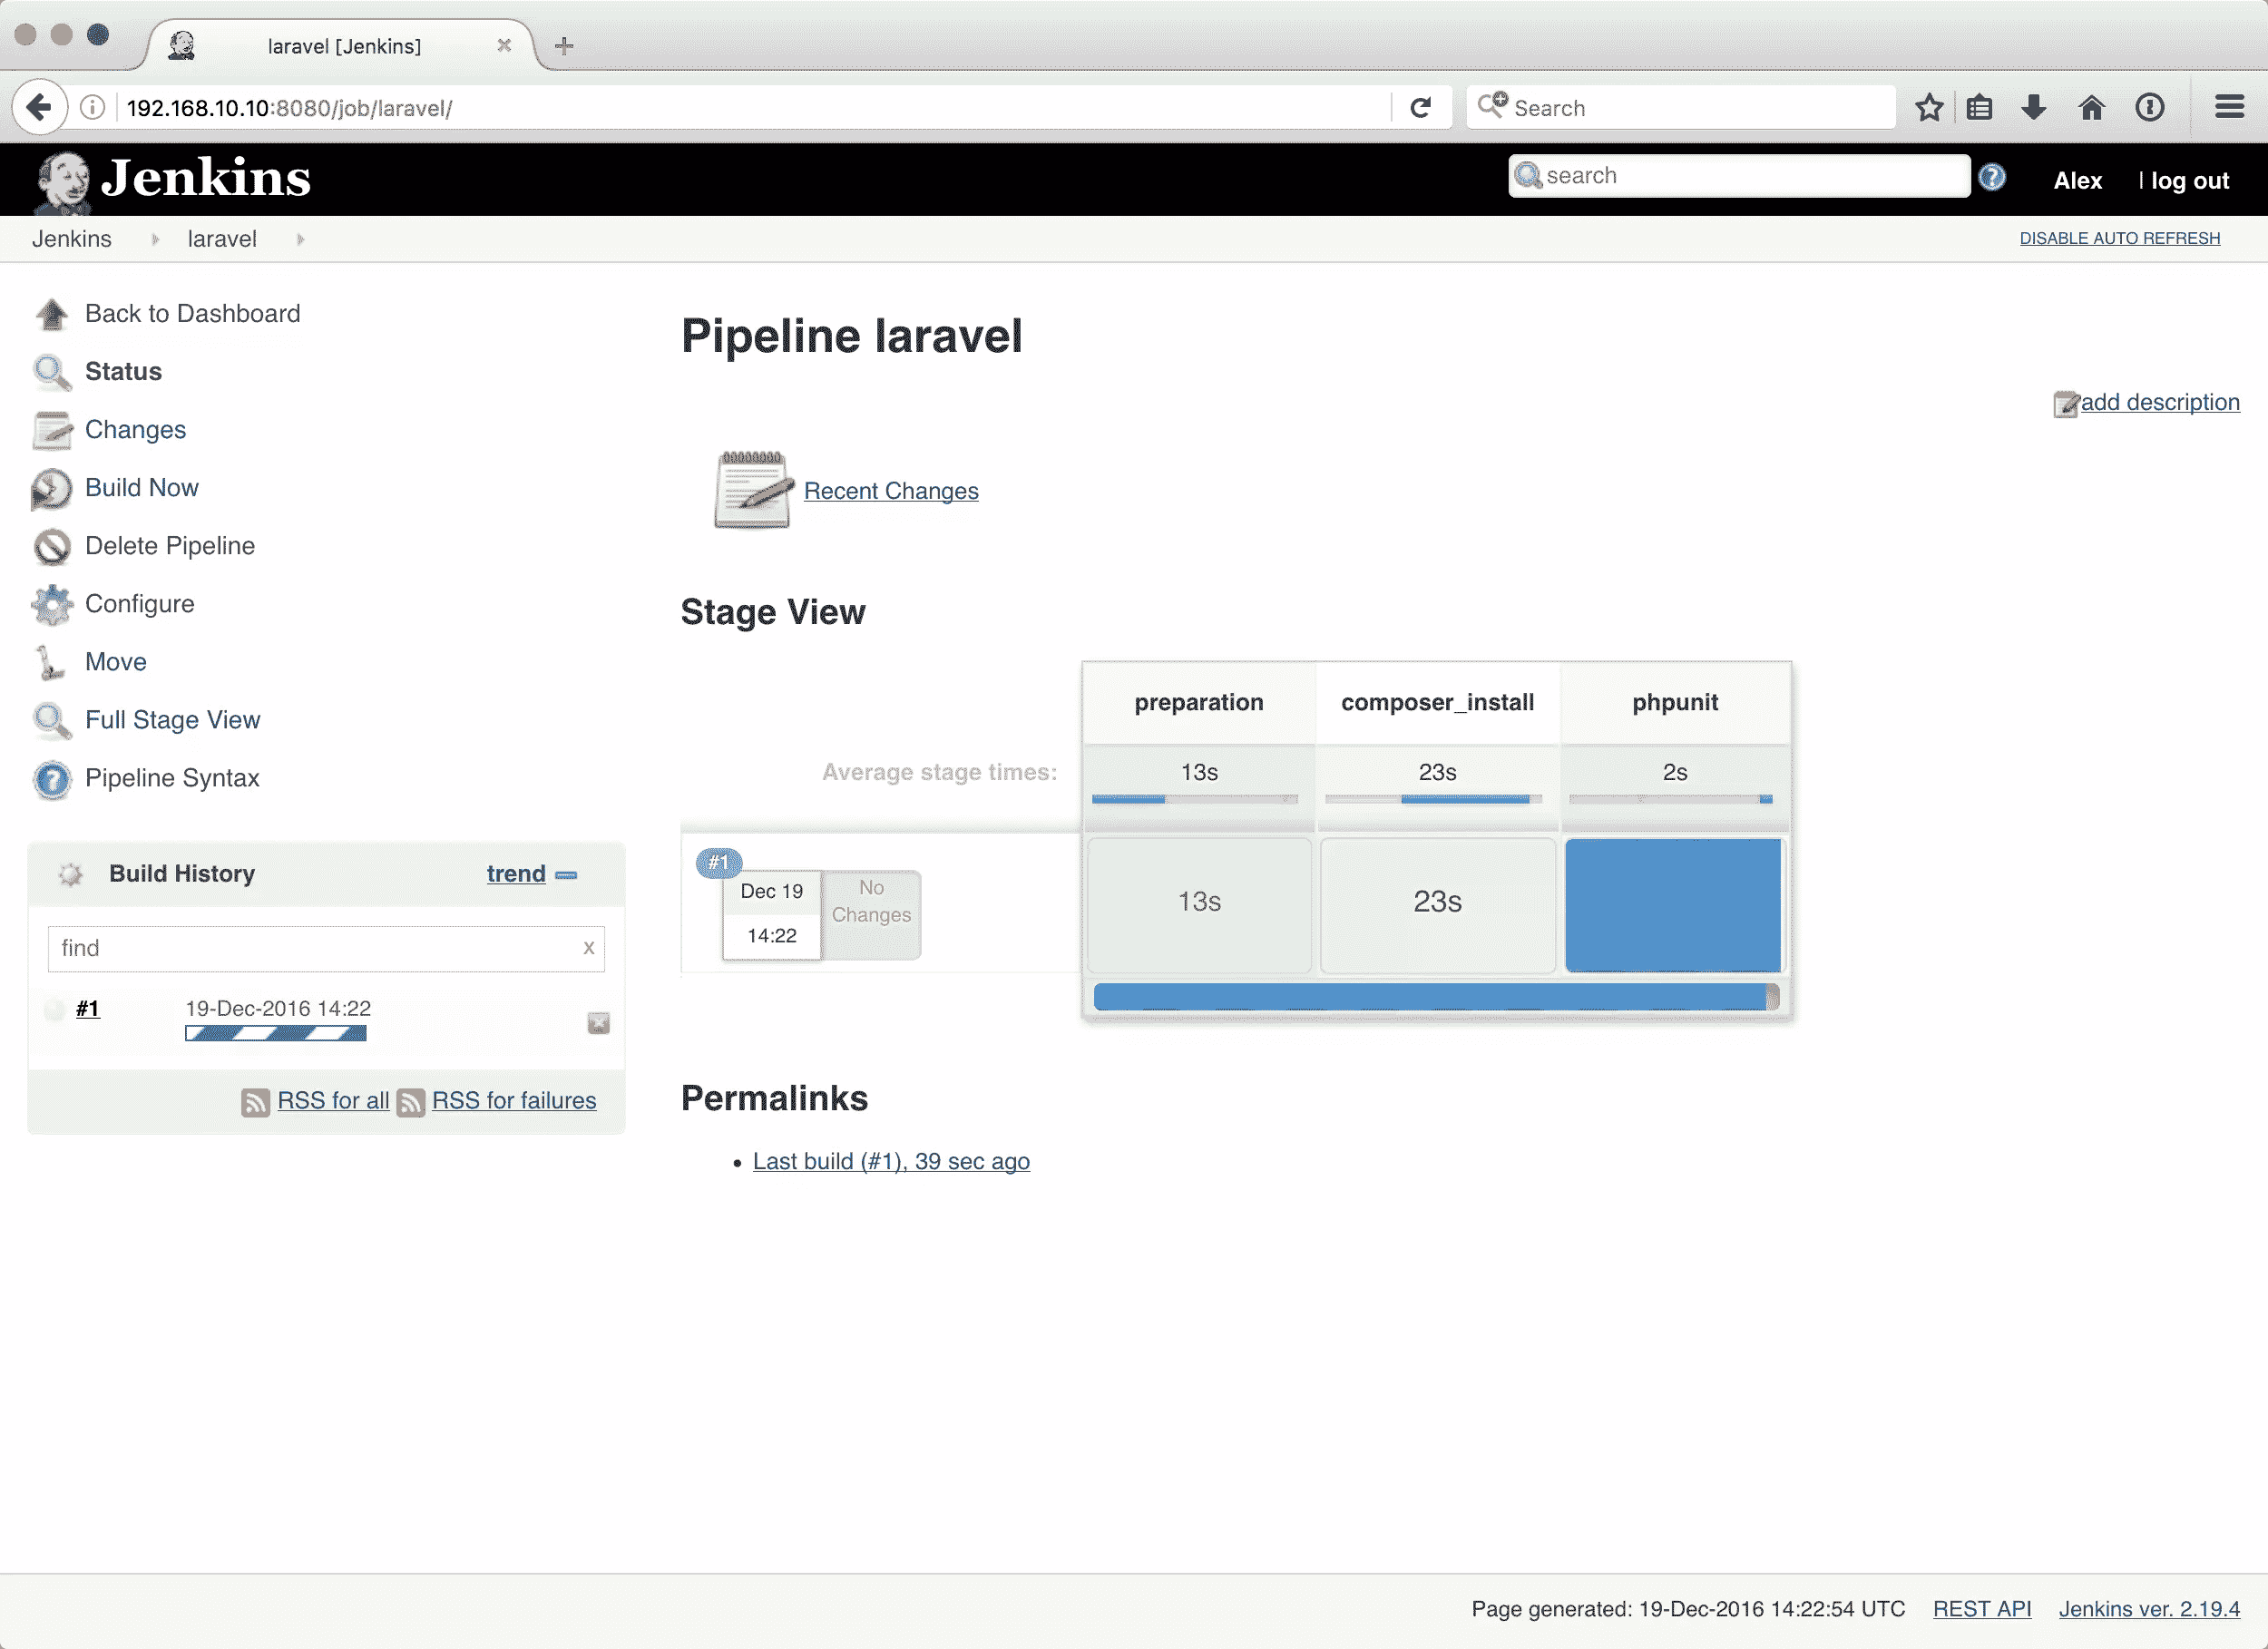 laravel [Jenkins]
192.168.10.10:8080/job/laravel/
Search
Jenkins
search
Alex
| log out
Jenkins
laravel
DISABLE AUTO REFRESH
Back to Dashboard
Status
Changes
Build Now
Delete Pipeline
Configure
Move
Full Stage View
Pipeline Syntax
Build History
trend
find
x
#1
19-Dec-2016 14:22
RSS for all
RSS for failures
Pipeline laravel
add description
Recent Changes
Stage View
preparation
composer_install
phpunit
Average stage times:
13s
23s
2s
#1
Dec 19
14:22
No
Changes
13s
23s
Permalinks
Last build (#1), 39 sec ago
Page generated: 19-Dec-2016 14:22:54 UTC
REST API
Jenkins ver. 2.19.4